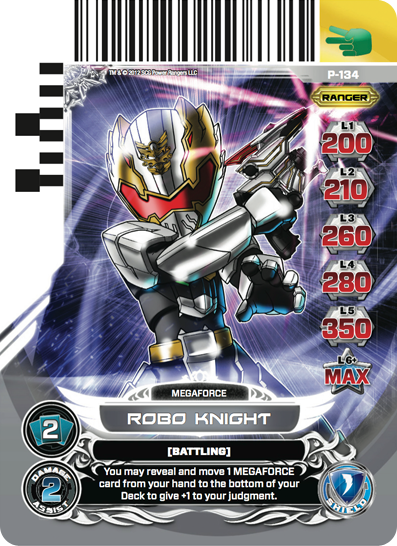 TM & © 2012 SCG Power Rangers LLC
P-134
RANGER
L1
200
L2
210
L3
260
L4
280
L5
350
L6+
MAX
MEGAFORCE
ROBO KNIGHT
2
[BATTLING]
You may reveal and move 1 MEGAFORCE
card from your hand to the bottom of your
Deck to give +1 to your judgment.
DAMAGE
2
ASSIST
SHIELD